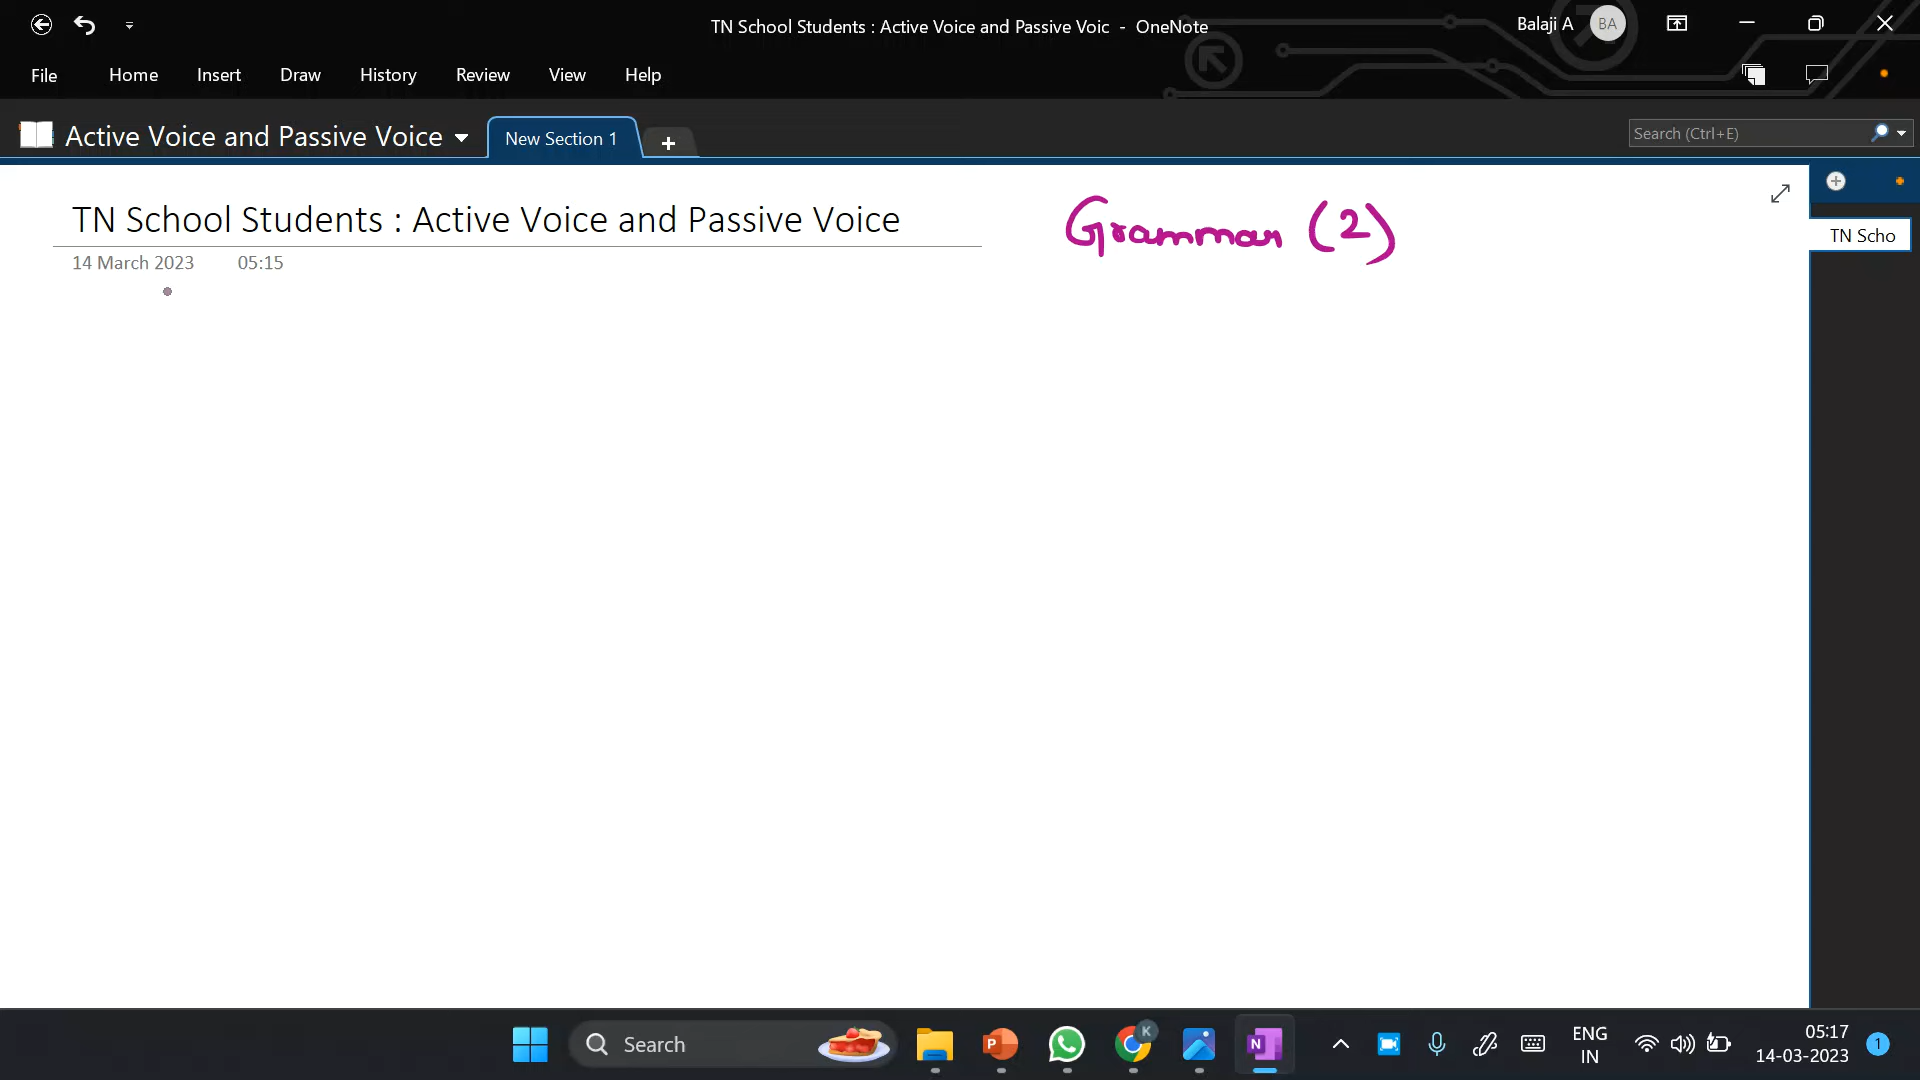 TN School Students : Active Voice and Passive Voic - OneNote
Balaji A
BA
File Home Insert Draw History Review View Help
Active Voice and Passive Voice
New Section 1
+
Search (Ctrl+E)
TN School Students : Active Voice and Passive Voice
Grammar (2)
TN Scho
14 March 2023 05:15
Search
P
K
N
ENG
IN
05:17
14-03-2023
1